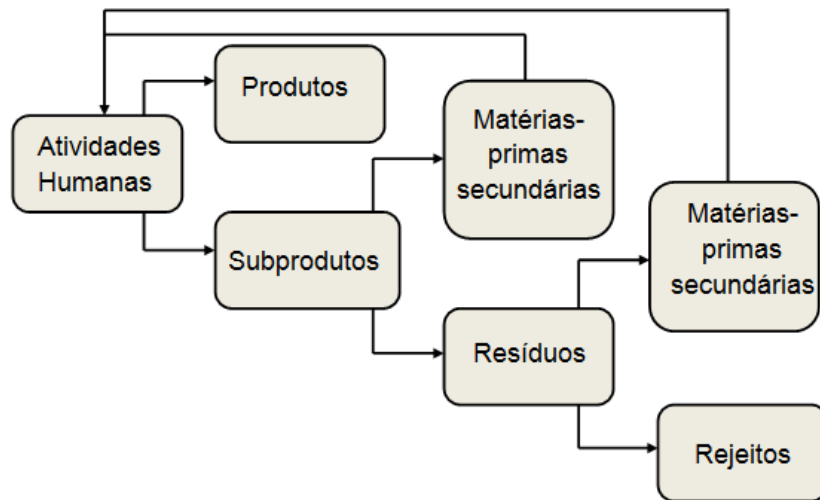 Produtos
Atividades
Humanas
Matérias-
primas
secundárias
Subprodutos
Matérias-
primas
secundárias
Resíduos
Rejeitos